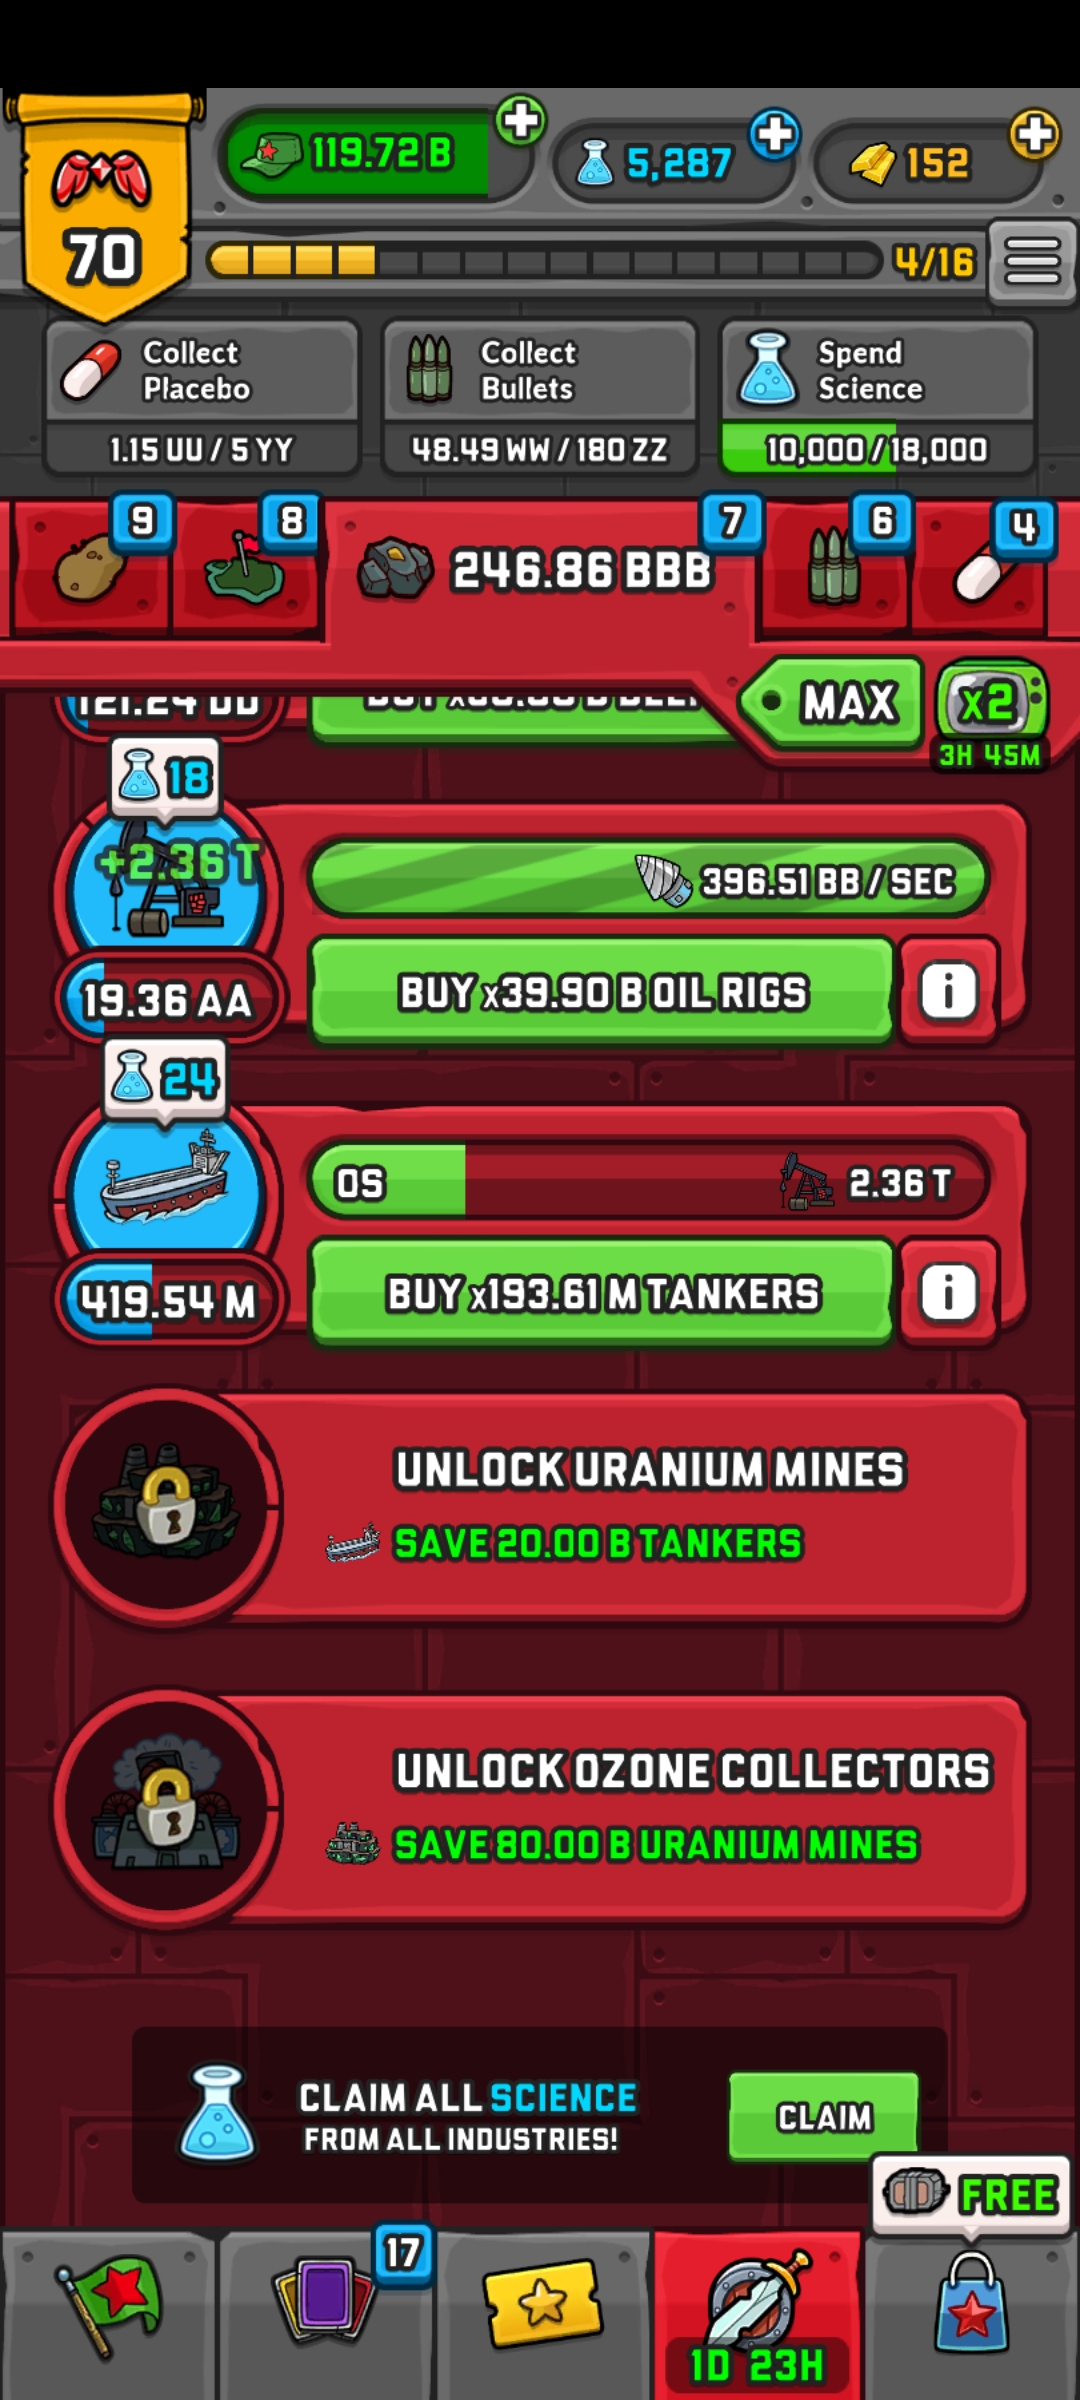 70
119.72 B
5,287
152
4/16
Collect
Placebo
1.15 UU / 5 YY
Collect
Bullets
48.49 WW / 180 ZZ
Spend
Science
10,000 / 18,000
9
8
246.86 BBB
7
6
4
MAX
x2
3H 45M
121.24 DD
18
+2.36 T
396.51 BB / SEC
19.36 AA
BUY x39.90 B OIL RIGS
i
24
0S
2.36 T
419.54 M
BUY x193.61 M TANKERS
i
UNLOCK URANIUM MINES
SAVE 20.00 B TANKERS
UNLOCK OZONE COLLECTORS
SAVE 80.00 B URANIUM MINES
CLAIM ALL SCIENCE
FROM ALL INDUSTRIES!
CLAIM
FREE
17
1D 23H